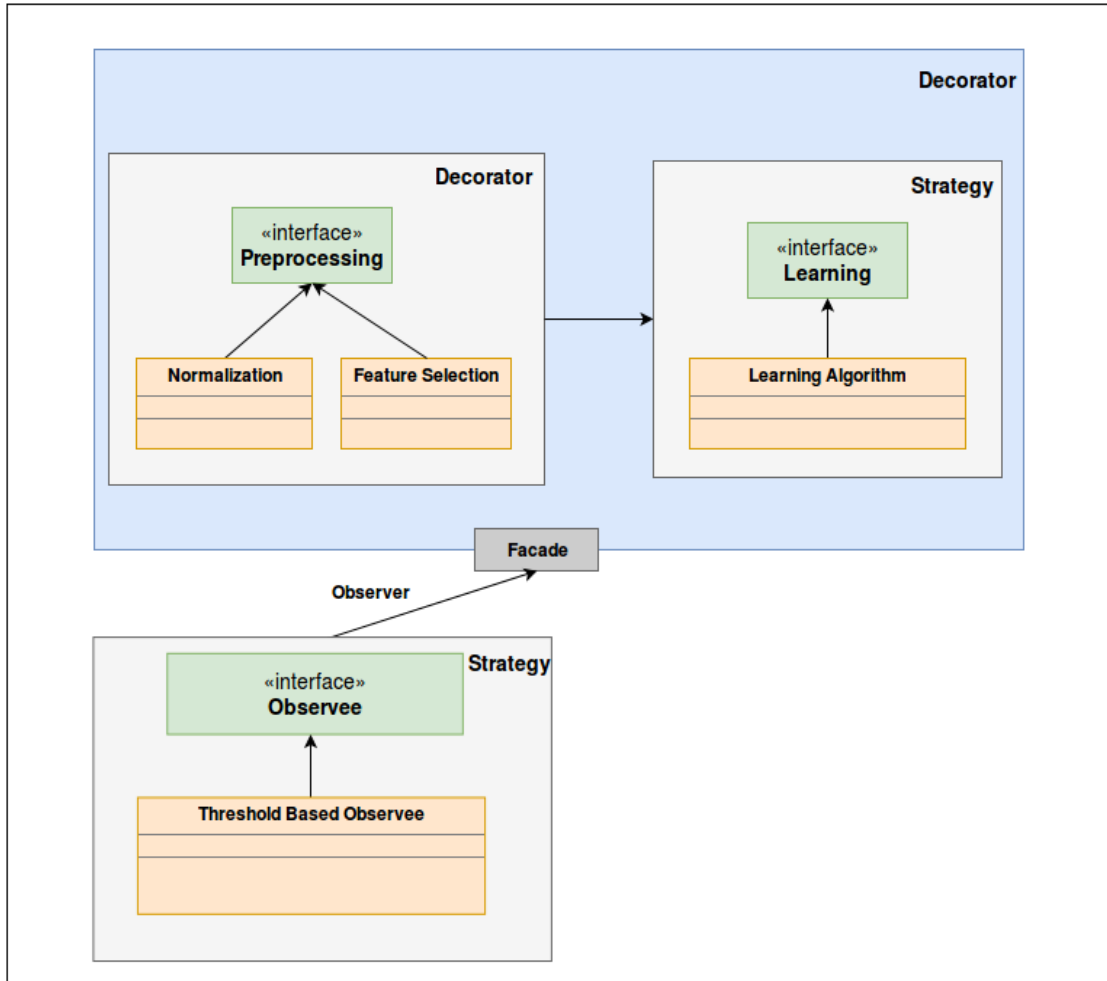 Decorator
Decorator
Strategy
«interface»
Preprocessing
«interface»
Learning
Normalization
Feature Selection
Learning Algorithm
Facade
Observer
Strategy
«interface»
Observee
Threshold Based Observee